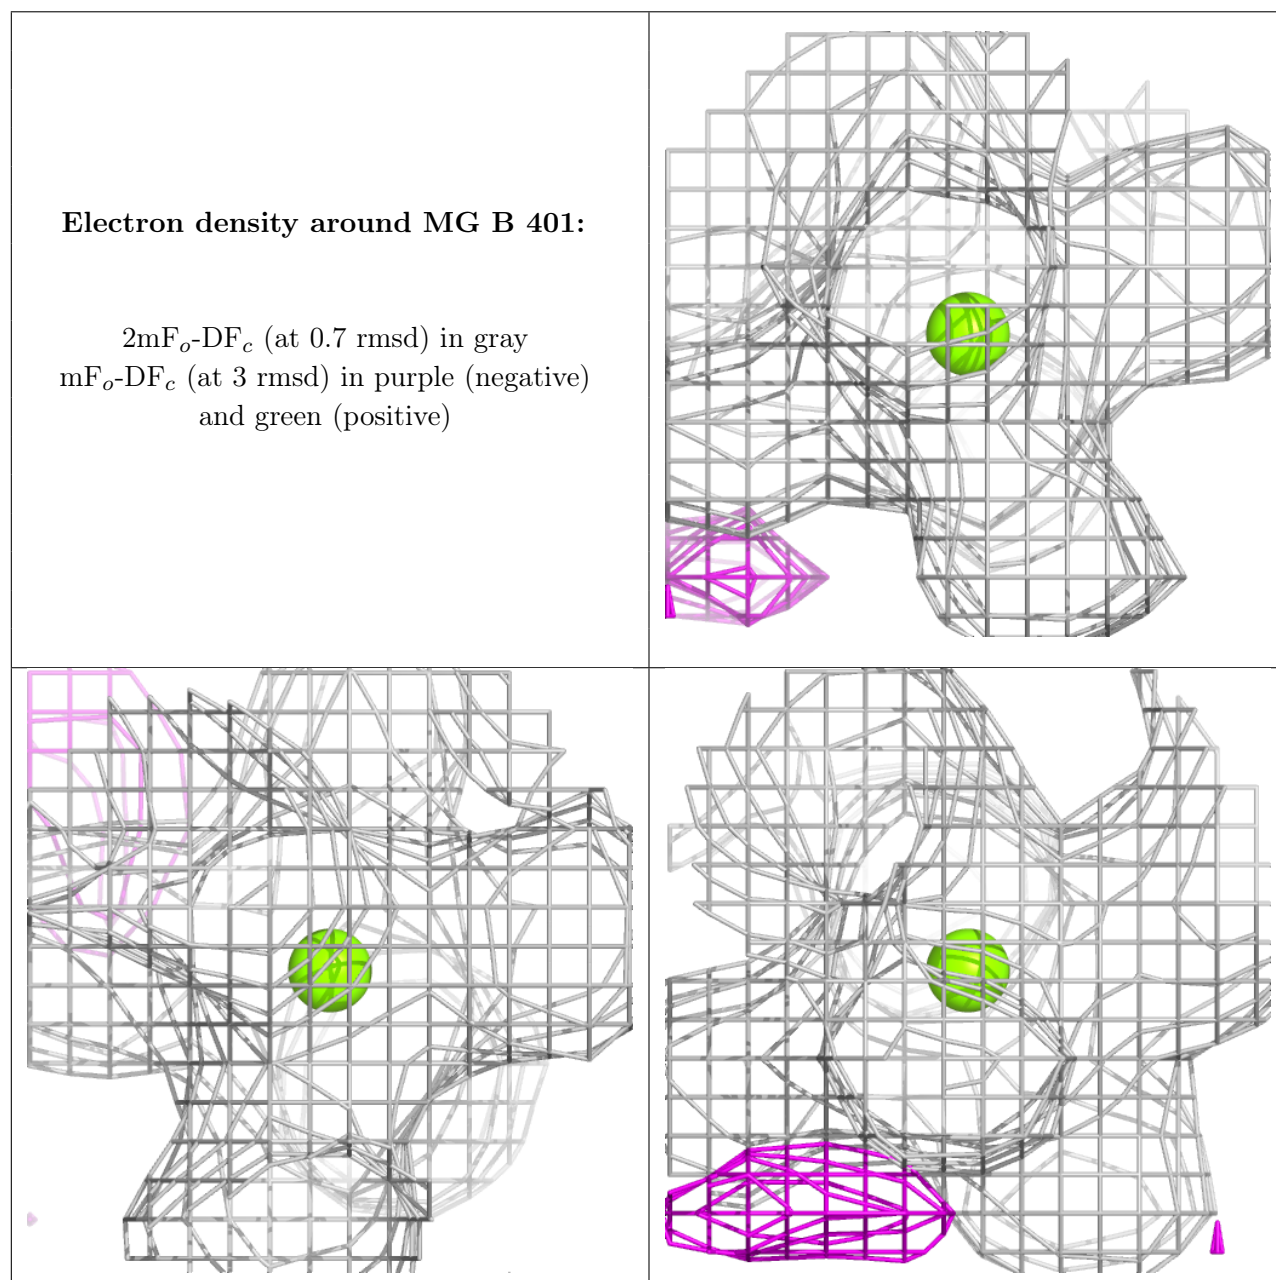 Electron density around MG B 401:
2mFₒ-DF𝒸 (at 0.7 rmsd) in gray
mFₒ-DF𝒸 (at 3 rmsd) in purple (negative)
and green (positive)